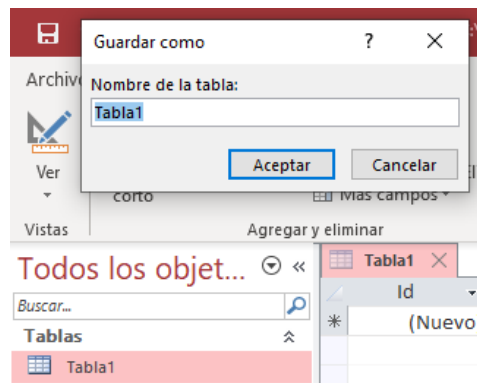 Guardar como
Nombre de la tabla:
Tabla1
Aceptar Cancelar
Archiv
Ver
corto
Más campos
Vistas
Agregar y eliminar
Todos los objet...
Buscar...
Tablas
Tabla1
Tabla1
Id
(Nuevo